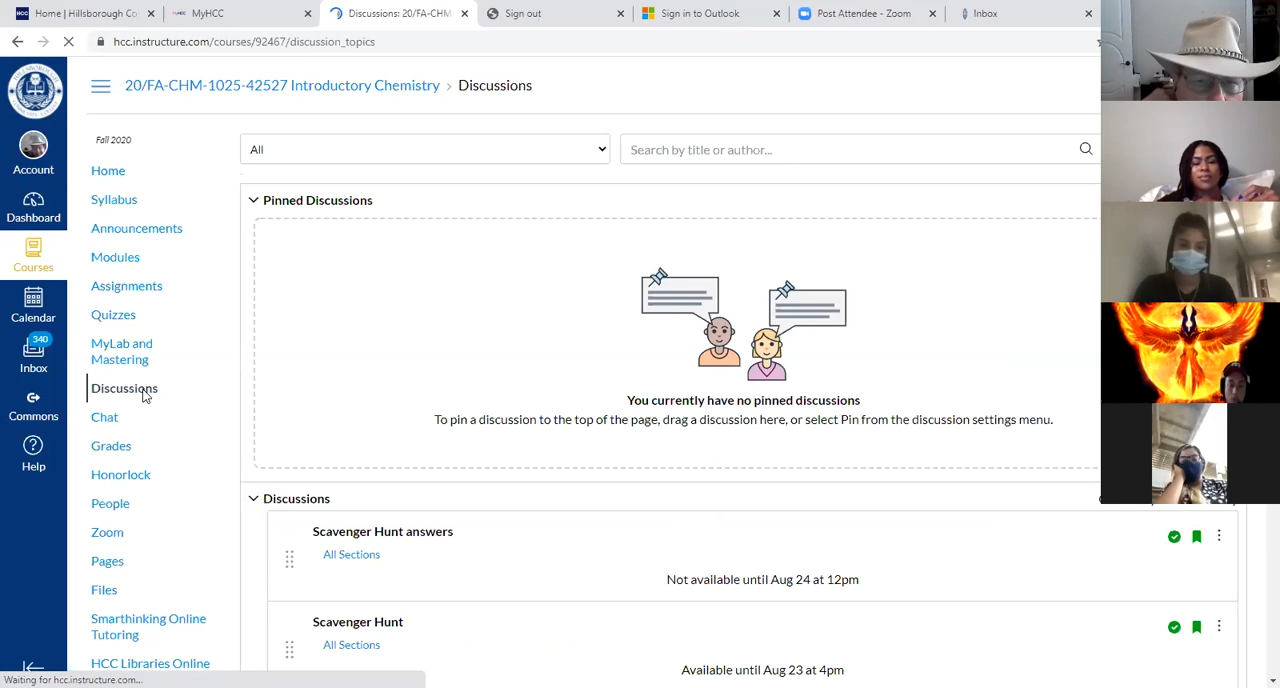 Home | Hillsborough Co
MyHCC
Discussions: 20/FA-CHM
Sign out
Sign in to Outlook
Post Attendee - Zoom
Inbox
hcc.instructure.com/courses/92467/discussion_topics
20/FA-CHM-1025-42527 Introductory Chemistry › Discussions
Account
Dashboard
Courses
Calendar
340
Inbox
Commons
Help
Fall 2020
Home
Syllabus
Announcements
Modules
Assignments
Quizzes
MyLab and
Mastering
Discussions
Chat
Grades
Honorlock
People
Zoom
Pages
Files
Smarthinking Online
Tutoring
HCC Libraries Online
All
Search by title or author...
Pinned Discussions
You currently have no pinned discussions
To pin a discussion to the top of the page, drag a discussion here, or select Pin from the discussion settings menu.
Discussions
Scavenger Hunt answers
All Sections
Not available until Aug 24 at 12pm
Scavenger Hunt
All Sections
Available until Aug 23 at 4pm
Waiting for hcc.instructure.com...